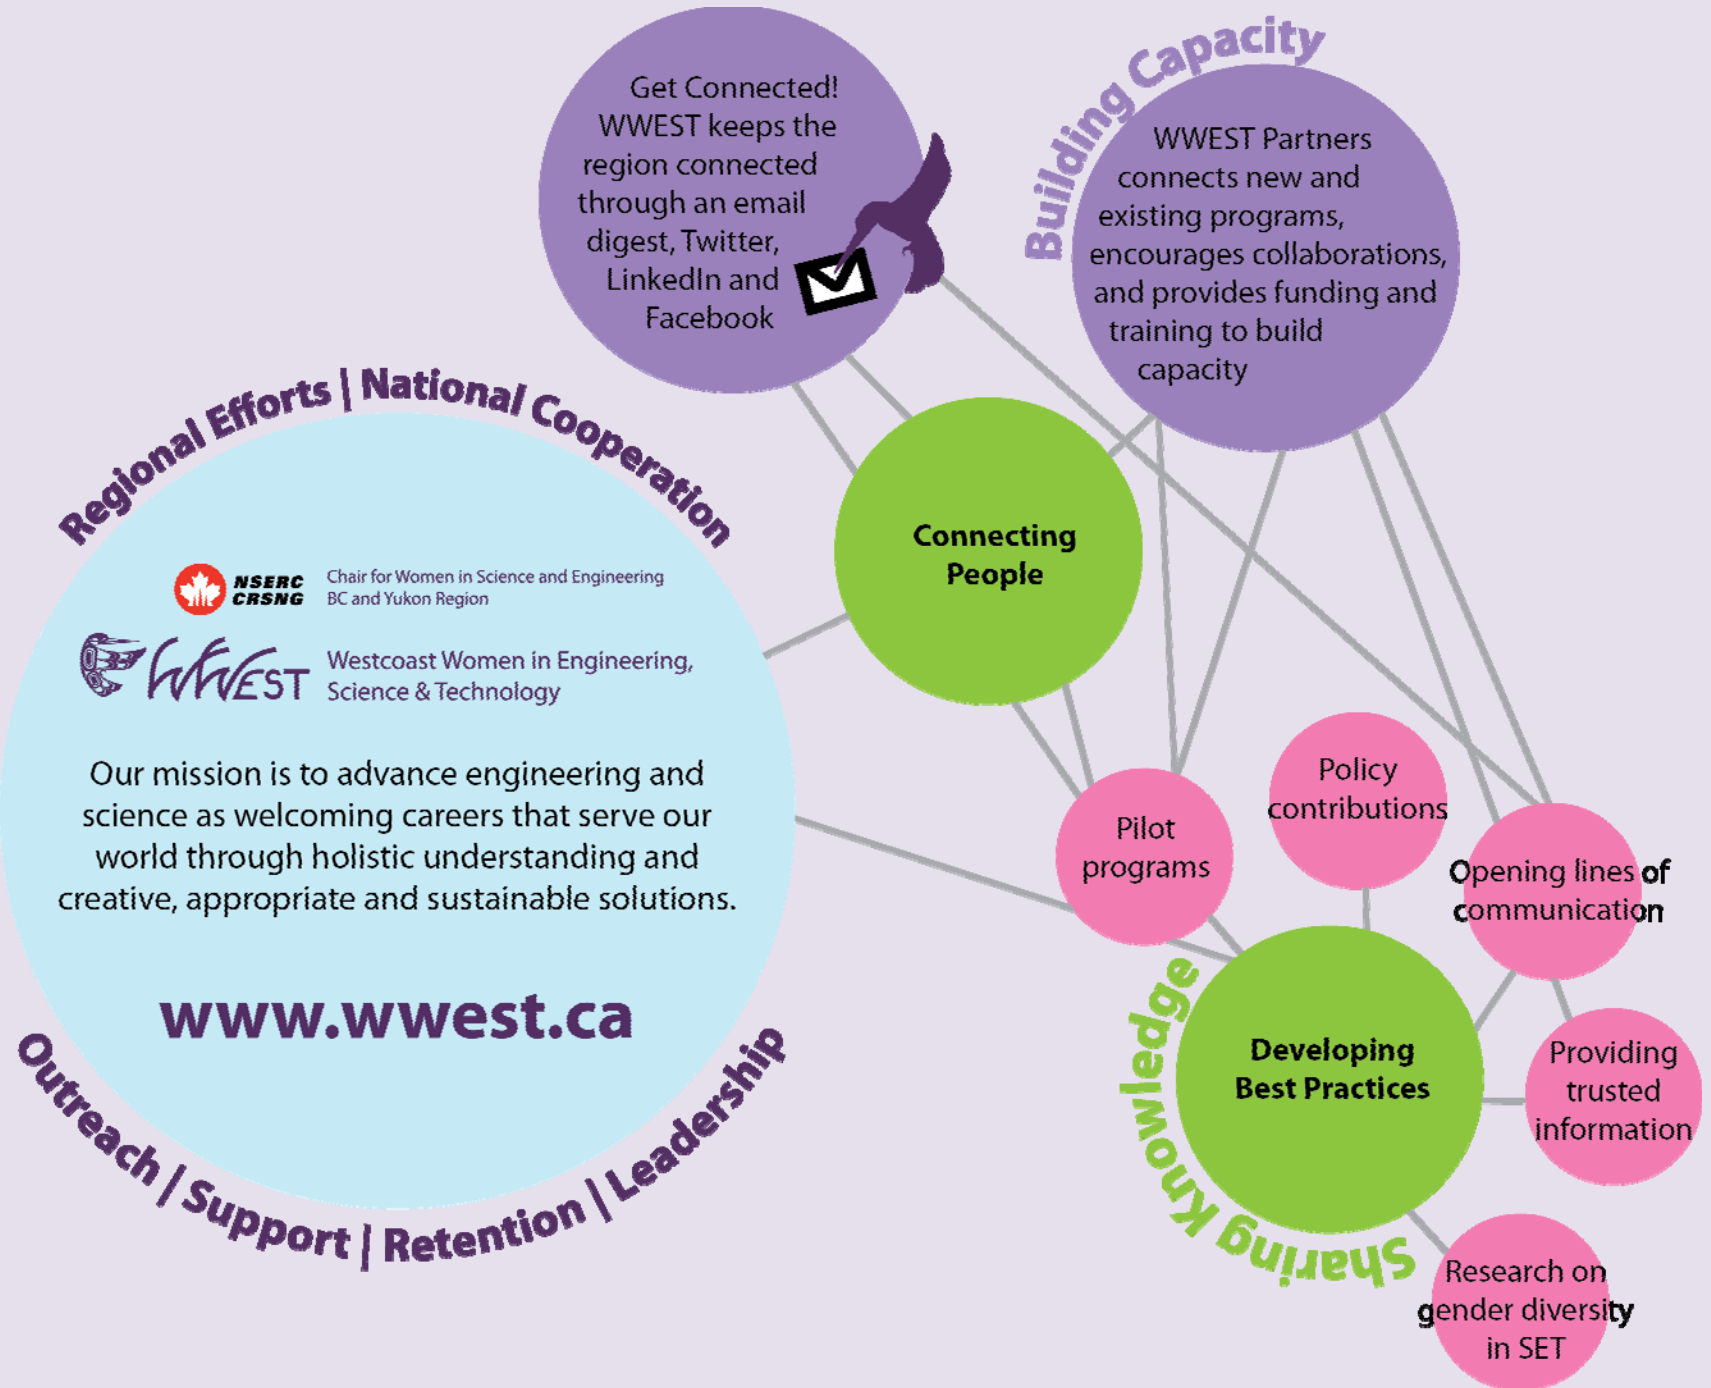 Get Connected!
WWEST keeps the
region connected
through an email
digest, Twitter,
LinkedIn and
Facebook
Building Capacity
WWEST Partners
connects new and
existing programs,
encourages collaborations,
and provides funding and
training to build
capacity
Regional Efforts | National Cooperation
NSERC
CRSNG
Chair for Women in Science and Engineering
BC and Yukon Region
WWEST
Westcoast Women in Engineering,
Science & Technology
Our mission is to advance engineering and
science as welcoming careers that serve our
world through holistic understanding and
creative, appropriate and sustainable solutions.
www.wwest.ca
Outreach | Support | Retention | Leadership
Connecting
People
Pilot
programs
Policy
contributions
Opening lines of
communication
Sharing Knowledge
Developing
Best Practices
Providing
trusted
information
Research on
gender diversity
in SET